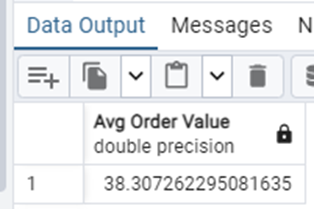 Data Output Messages N
Avg Order Value
double precision
1 38.307262295081635